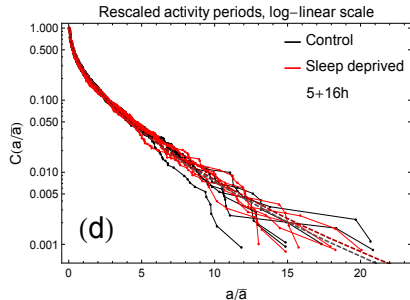 Rescaled activity periods, log-linear scale
C(a/a̅)
1.000
0.500
0.100
0.050
0.010
0.005
0.001
Control
Sleep deprived
5+16h
(d)
0 5 10 15 20
a/a̅